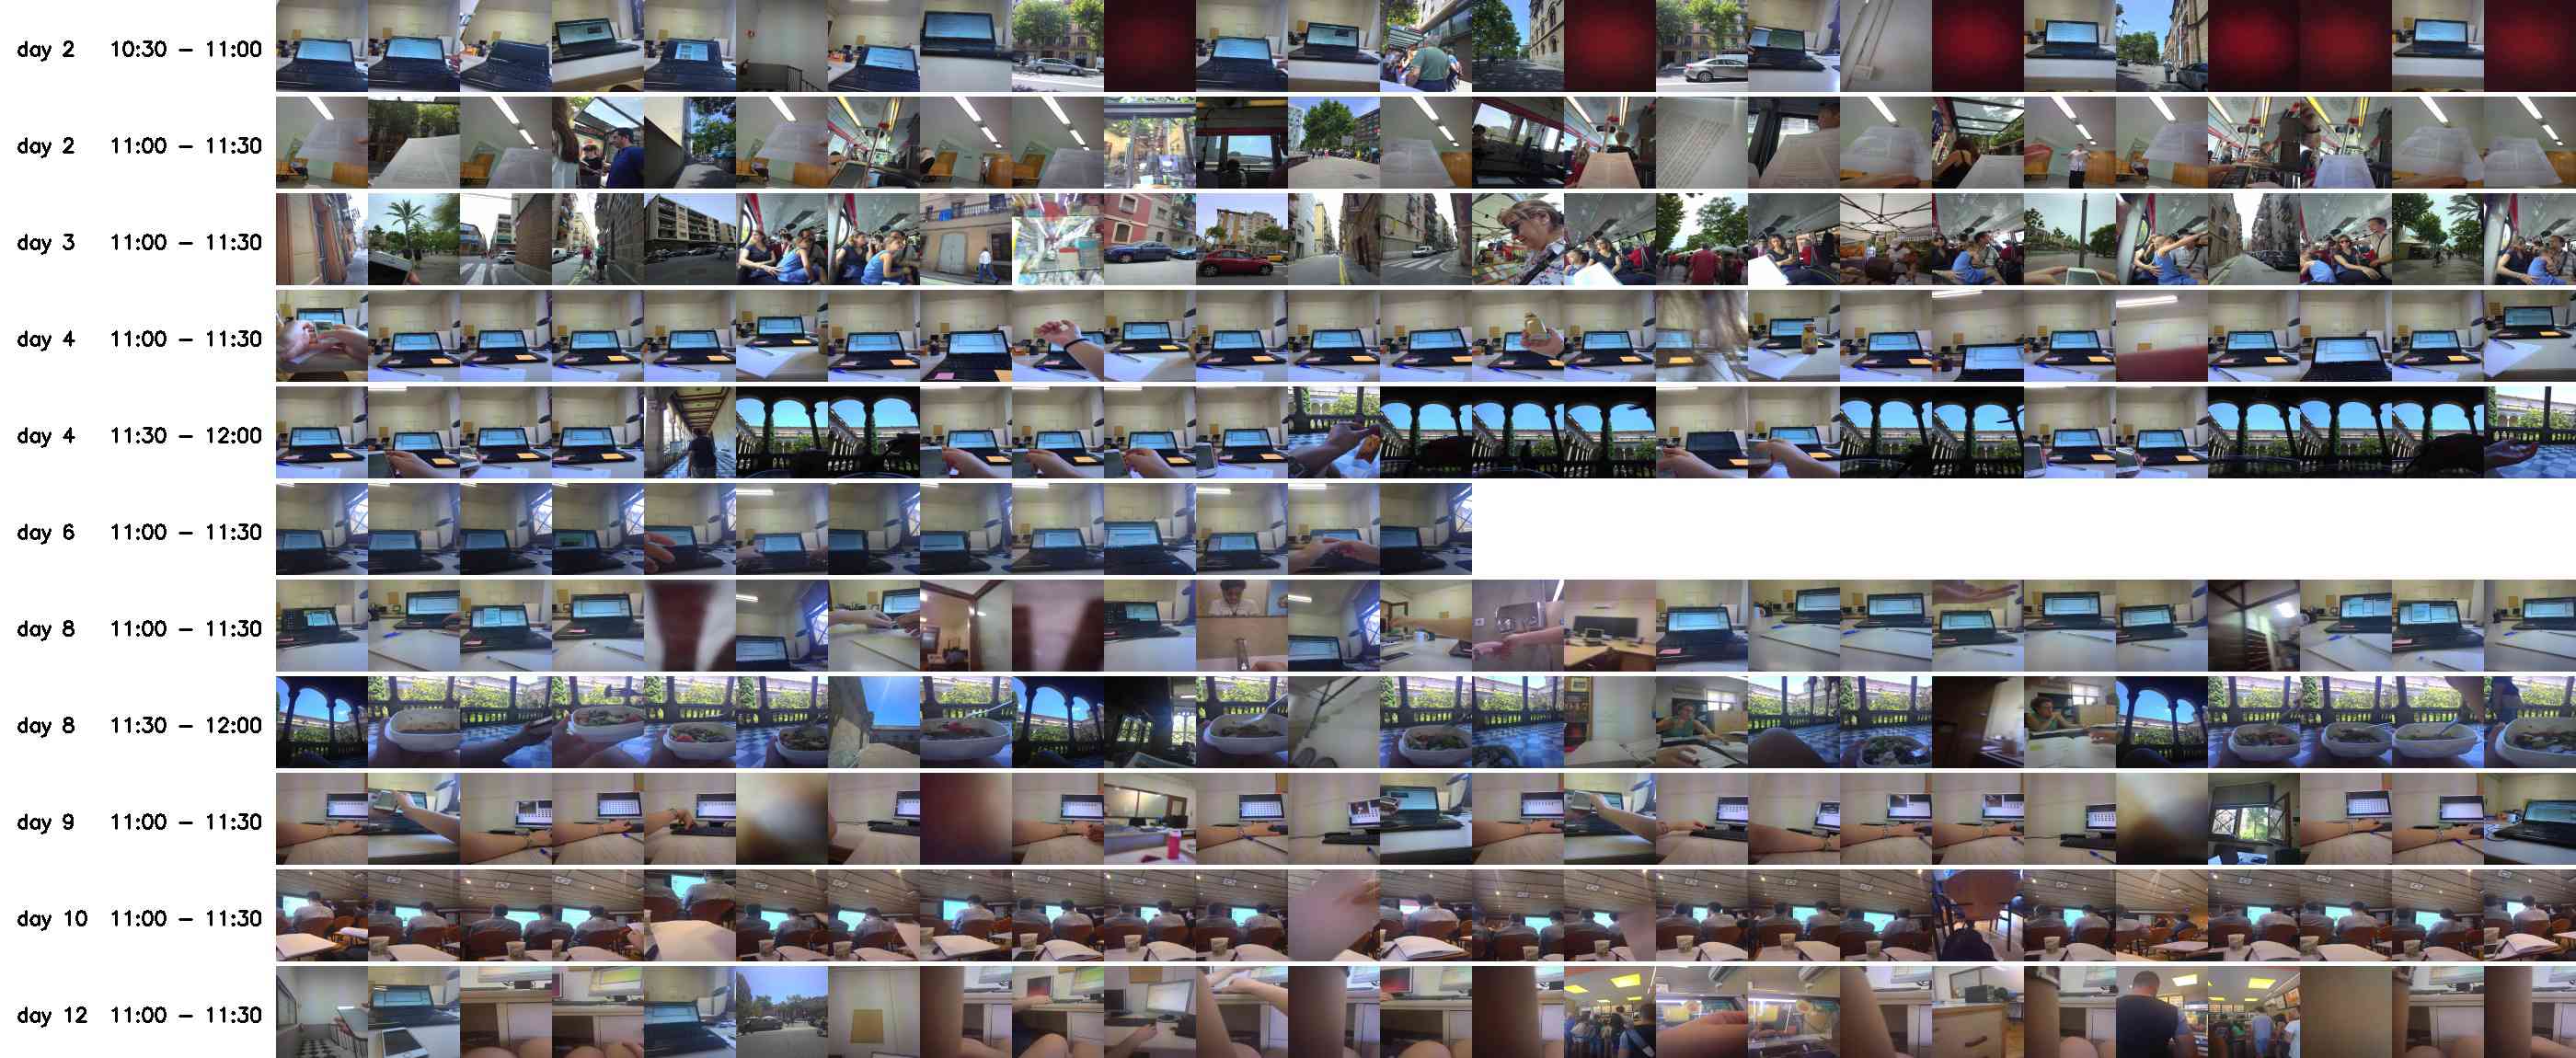 day 2 10:30 - 11:00
day 2 11:00 - 11:30
day 3 11:00 - 11:30
day 4 11:00 - 11:30
day 4 11:30 - 12:00
day 6 11:00 - 11:30
day 8 11:00 - 11:30
day 8 11:30 - 12:00
day 9 11:00 - 11:30
day 10 11:00 - 11:30
day 12 11:00 - 11:30